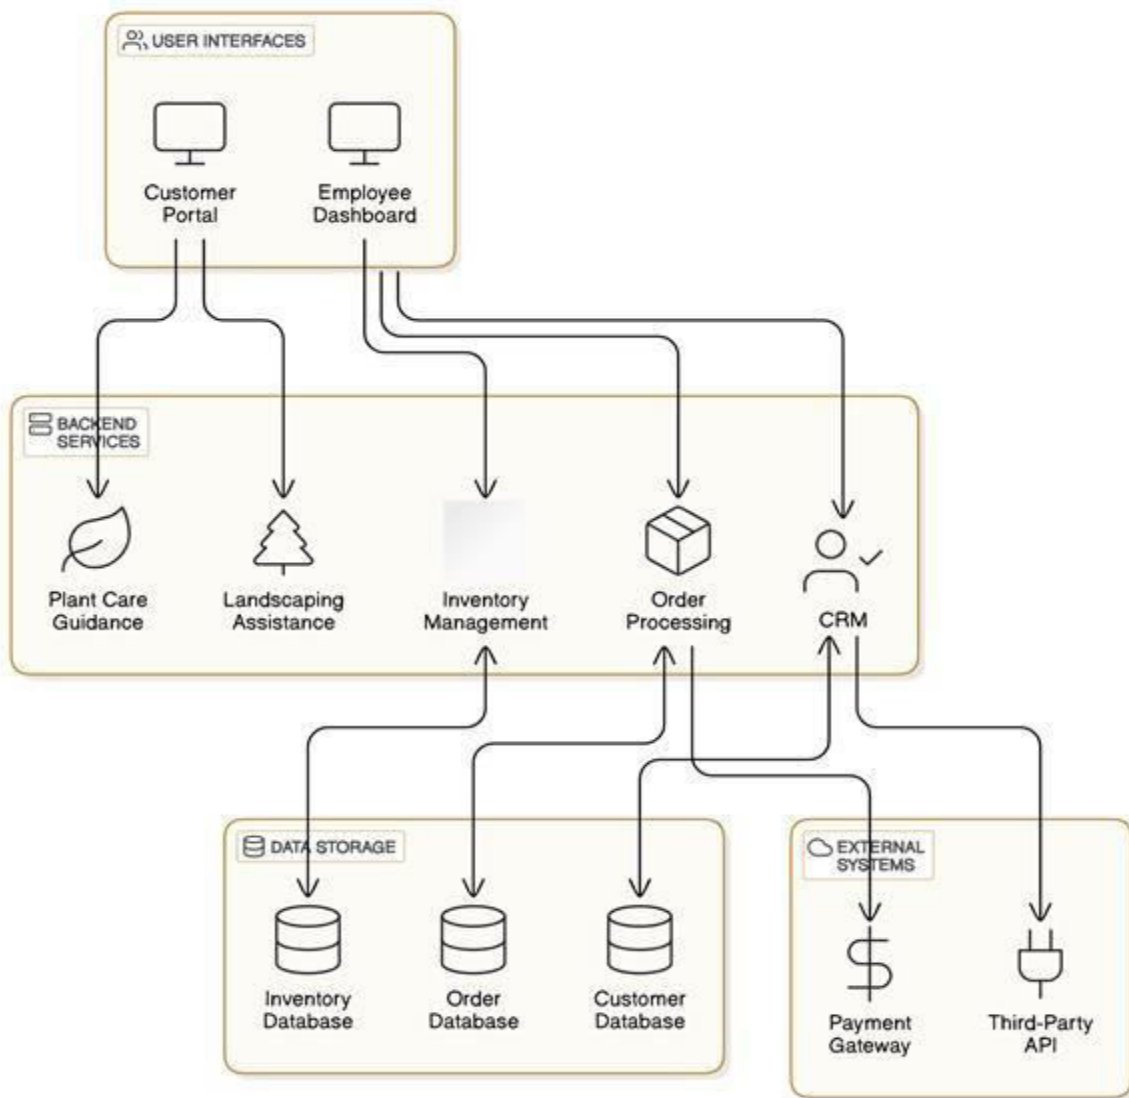 USER INTERFACES
Customer
Portal
Employee
Dashboard
BACKEND
SERVICES
Plant Care
Guidance
Landscaping
Assistance
Inventory
Management
Order
Processing
CRM
DATA STORAGE
Inventory
Database
Order
Database
Customer
Database
EXTERNAL
SYSTEMS
Payment
Gateway
Third-Party
API